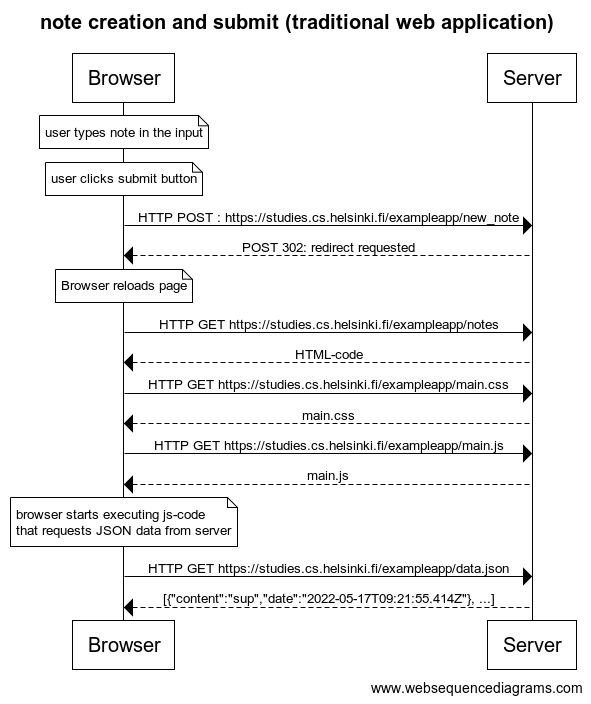 note creation and submit (traditional web application)
Browser
Server
user types note in the input
user clicks submit button
HTTP POST : https://studies.cs.helsinki.fi/exampleapp/new_note
POST 302: redirect requested
Browser reloads page
HTTP GET https://studies.cs.helsinki.fi/exampleapp/notes
HTML-code
HTTP GET https://studies.cs.helsinki.fi/exampleapp/main.css
main.css
HTTP GET https://studies.cs.helsinki.fi/exampleapp/main.js
main.js
browser starts executing js-code
that requests JSON data from server
HTTP GET https://studies.cs.helsinki.fi/exampleapp/data.json
[{"content":"sup","date":"2022-05-17T09:21:55.414Z"}, ...]
Browser
Server
www.websequencediagrams.com